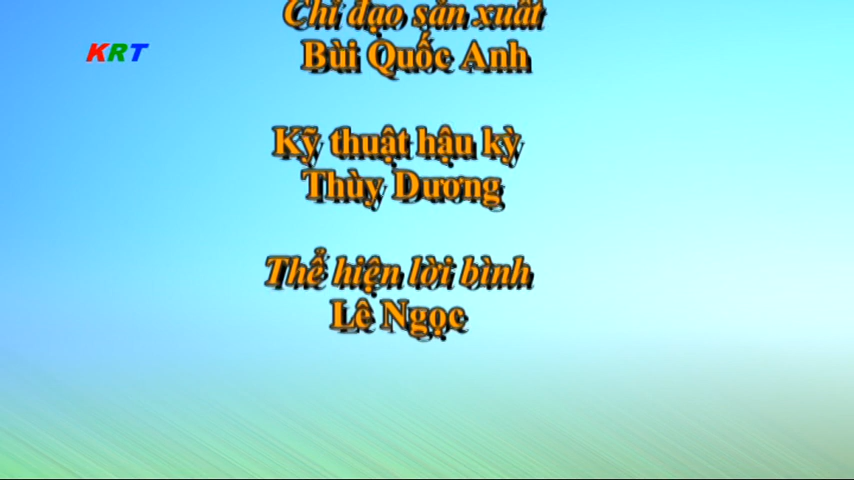 Chỉ đạo sản xuất
KRT
Bùi Quốc Anh
Kỹ thuật hậu kỳ
Thùy Dương
Thể hiện lời bình
Lê Ngọc